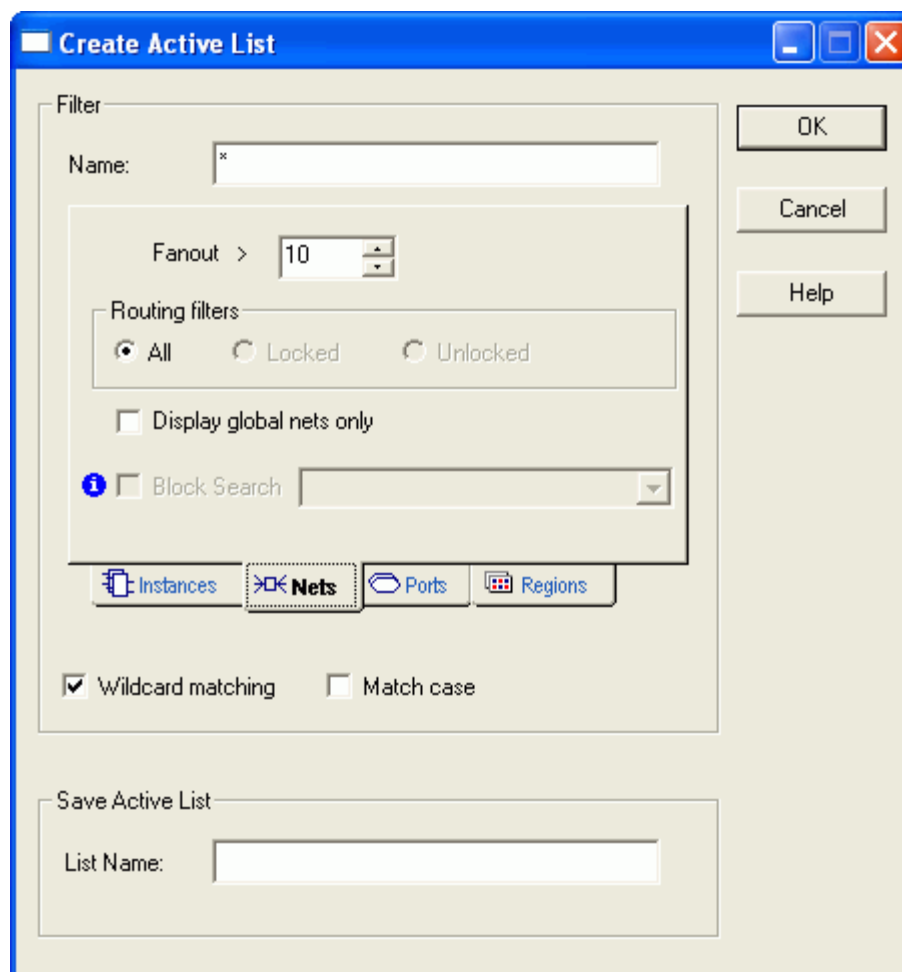 Create Active List
Filter
OK
Name: *
Cancel
Fanout > 10
Help
Routing filters
All Locked Unlocked
Display global nets only
Block Search
Instances Nets Ports Regions
Wildcard matching Match case
Save Active List
List Name: